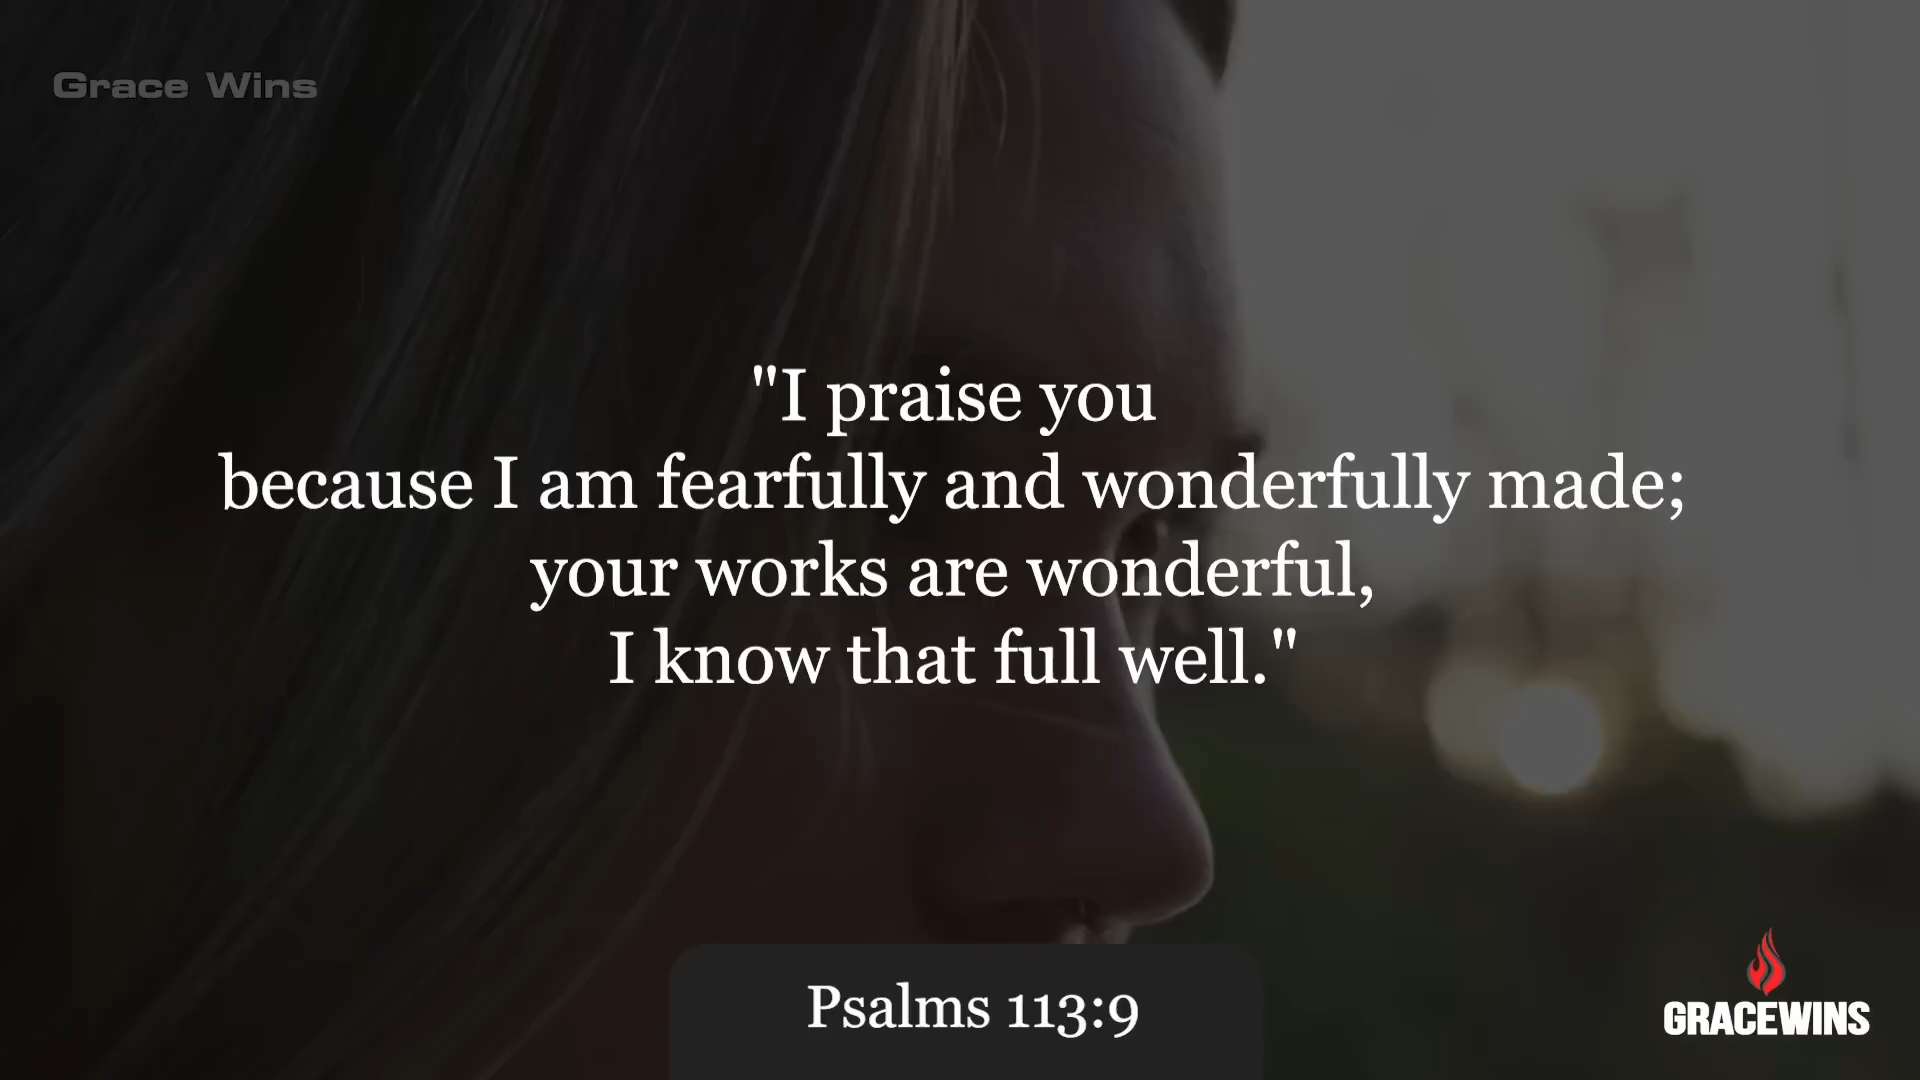 Grace Wins
"I praise you
because I am fearfully and wonderfully made;
your works are wonderful,
I know that full well."
Psalms 113:9
GRACEWINS